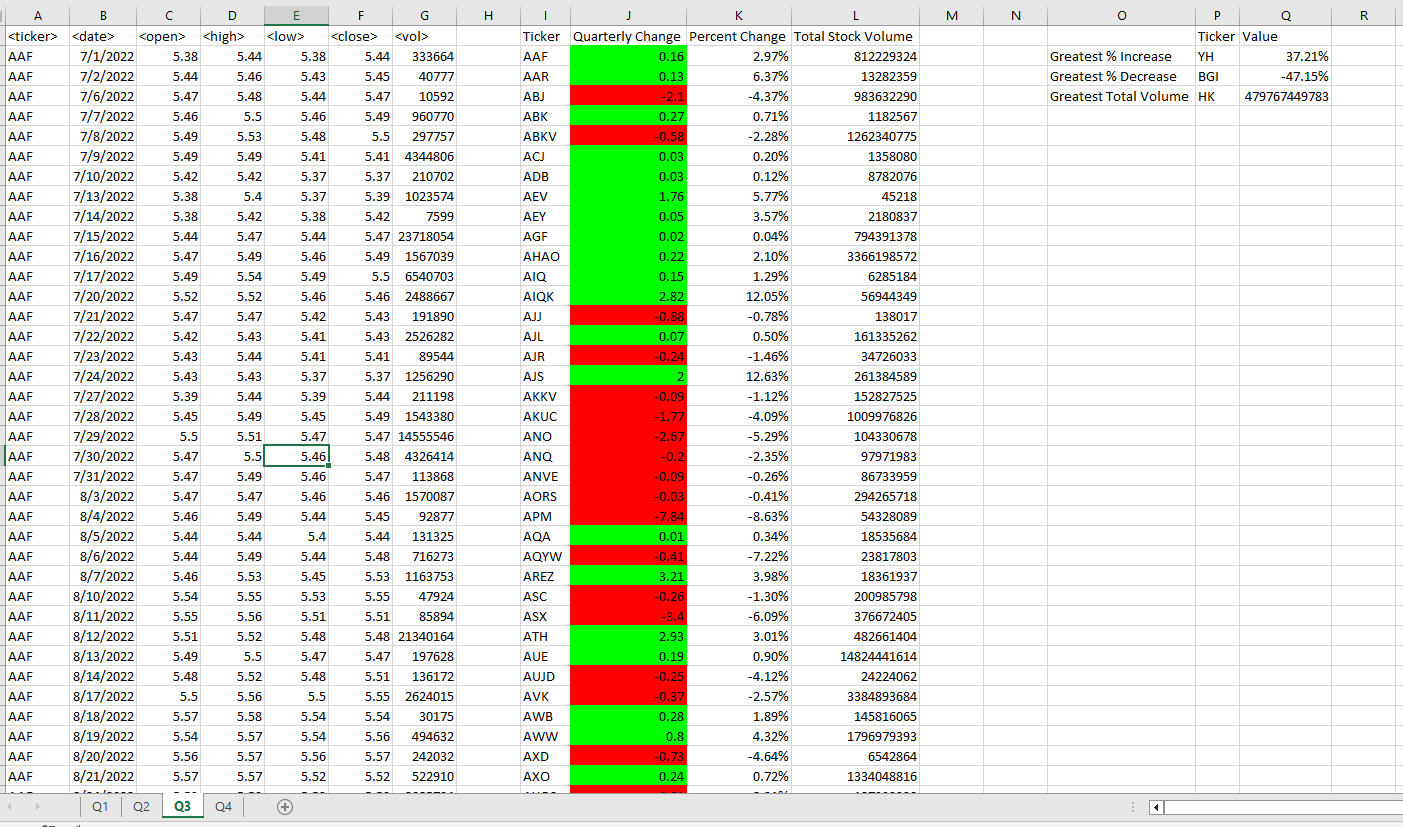 A B C D E F G H I J K L M N O P Q R
<ticker> <date> <open> <high> <low> <close> <vol> Ticker Quarterly Change Percent Change Total Stock Volume Ticker Value
AAF 7/1/2022 5.38 5.44 5.38 5.44 333664 AAF 0.16 2.97% 812229324 Greatest % Increase YH 37.21%
AAF 7/2/2022 5.44 5.46 5.43 5.45 40777 AAR 0.13 6.37% 13282359 Greatest % Decrease BGI -47.15%
AAF 7/6/2022 5.47 5.48 5.44 5.47 10592 ABJ -2.1 -4.37% 983632290 Greatest Total Volume HK 479767449783
AAF 7/7/2022 5.46 5.5 5.46 5.49 960770 ABK 0.27 0.71% 1182567
AAF 7/8/2022 5.49 5.53 5.48 5.5 297757 ABKV -0.58 -2.28% 1262340775
AAF 7/9/2022 5.49 5.49 5.41 5.41 4344806 ACJ 0.03 0.20% 1358080
AAF 7/10/2022 5.42 5.42 5.37 5.37 210702 ADB 0.03 0.12% 8782076
AAF 7/13/2022 5.38 5.4 5.37 5.39 1023574 AEV 1.76 5.77% 45218
AAF 7/14/2022 5.38 5.42 5.38 5.42 7599 AEY 0.05 3.57% 2180837
AAF 7/15/2022 5.44 5.47 5.44 5.47 23718054 AGF 0.02 0.04% 794391378
AAF 7/16/2022 5.47 5.49 5.46 5.49 1567039 AHAO 0.22 2.10% 3366198572
AAF 7/17/2022 5.49 5.54 5.49 5.5 6540703 AIQ 0.15 1.29% 6285184
AAF 7/20/2022 5.52 5.52 5.46 5.46 2488667 AIQK 2.82 12.05% 56944349
AAF 7/21/2022 5.47 5.47 5.42 5.43 191890 AJJ -0.88 -0.78% 138017
AAF 7/22/2022 5.42 5.43 5.41 5.43 2526282 AJL 0.07 0.50% 161335262
AAF 7/23/2022 5.43 5.44 5.41 5.41 89544 AJR -0.24 -1.46% 34726033
AAF 7/24/2022 5.43 5.43 5.37 5.37 1256290 AJS 2 12.63% 261384589
AAF 7/27/2022 5.39 5.44 5.39 5.44 211198 AKKV -0.09 -1.12% 152827525
AAF 7/28/2022 5.45 5.49 5.45 5.49 1543380 AKUC -1.77 -4.09% 1009976826
AAF 7/29/2022 5.5 5.51 5.47 5.47 14555546 ANO -2.67 -5.29% 104330678
AAF 7/30/2022 5.47 5.5 5.46 5.48 4326414 ANQ -0.2 -2.35% 97971983
AAF 7/31/2022 5.47 5.49 5.46 5.47 113868 ANVE -0.09 -0.26% 86733959
AAF 8/3/2022 5.47 5.47 5.46 5.46 1570087 AORS -0.03 -0.41% 294265718
AAF 8/4/2022 5.46 5.49 5.44 5.45 92877 APM -7.84 -8.63% 54328089
AAF 8/5/2022 5.44 5.44 5.4 5.44 131325 AQA 0.01 0.34% 18535684
AAF 8/6/2022 5.44 5.49 5.44 5.48 716273 AQYW -0.41 -7.22% 23817803
AAF 8/7/2022 5.46 5.53 5.45 5.53 1163753 AREZ 3.21 3.98% 18361937
AAF 8/10/2022 5.54 5.55 5.53 5.55 47924 ASC -0.26 -1.30% 200985798
AAF 8/11/2022 5.55 5.56 5.51 5.51 85894 ASX -3.4 -6.09% 376672405
AAF 8/12/2022 5.51 5.52 5.48 5.48 21340164 ATH 2.93 3.01% 482661404
AAF 8/13/2022 5.49 5.5 5.47 5.47 197628 AUE 0.19 0.90% 14824441614
AAF 8/14/2022 5.48 5.52 5.48 5.51 136172 AUJD -0.25 -4.12% 24224062
AAF 8/17/2022 5.5 5.56 5.5 5.55 2624015 AVK -0.37 -2.57% 3384893684
AAF 8/18/2022 5.57 5.58 5.54 5.54 30175 AWB 0.28 1.89% 145816065
AAF 8/19/2022 5.54 5.57 5.54 5.56 494632 AWW 0.8 4.32% 1796979393
AAF 8/20/2022 5.56 5.57 5.56 5.57 242032 AXD -0.73 -4.64% 6542864
AAF 8/21/2022 5.57 5.57 5.52 5.52 522910 AXO 0.24 0.72% 1334048816
Q1 Q2 Q3 Q4